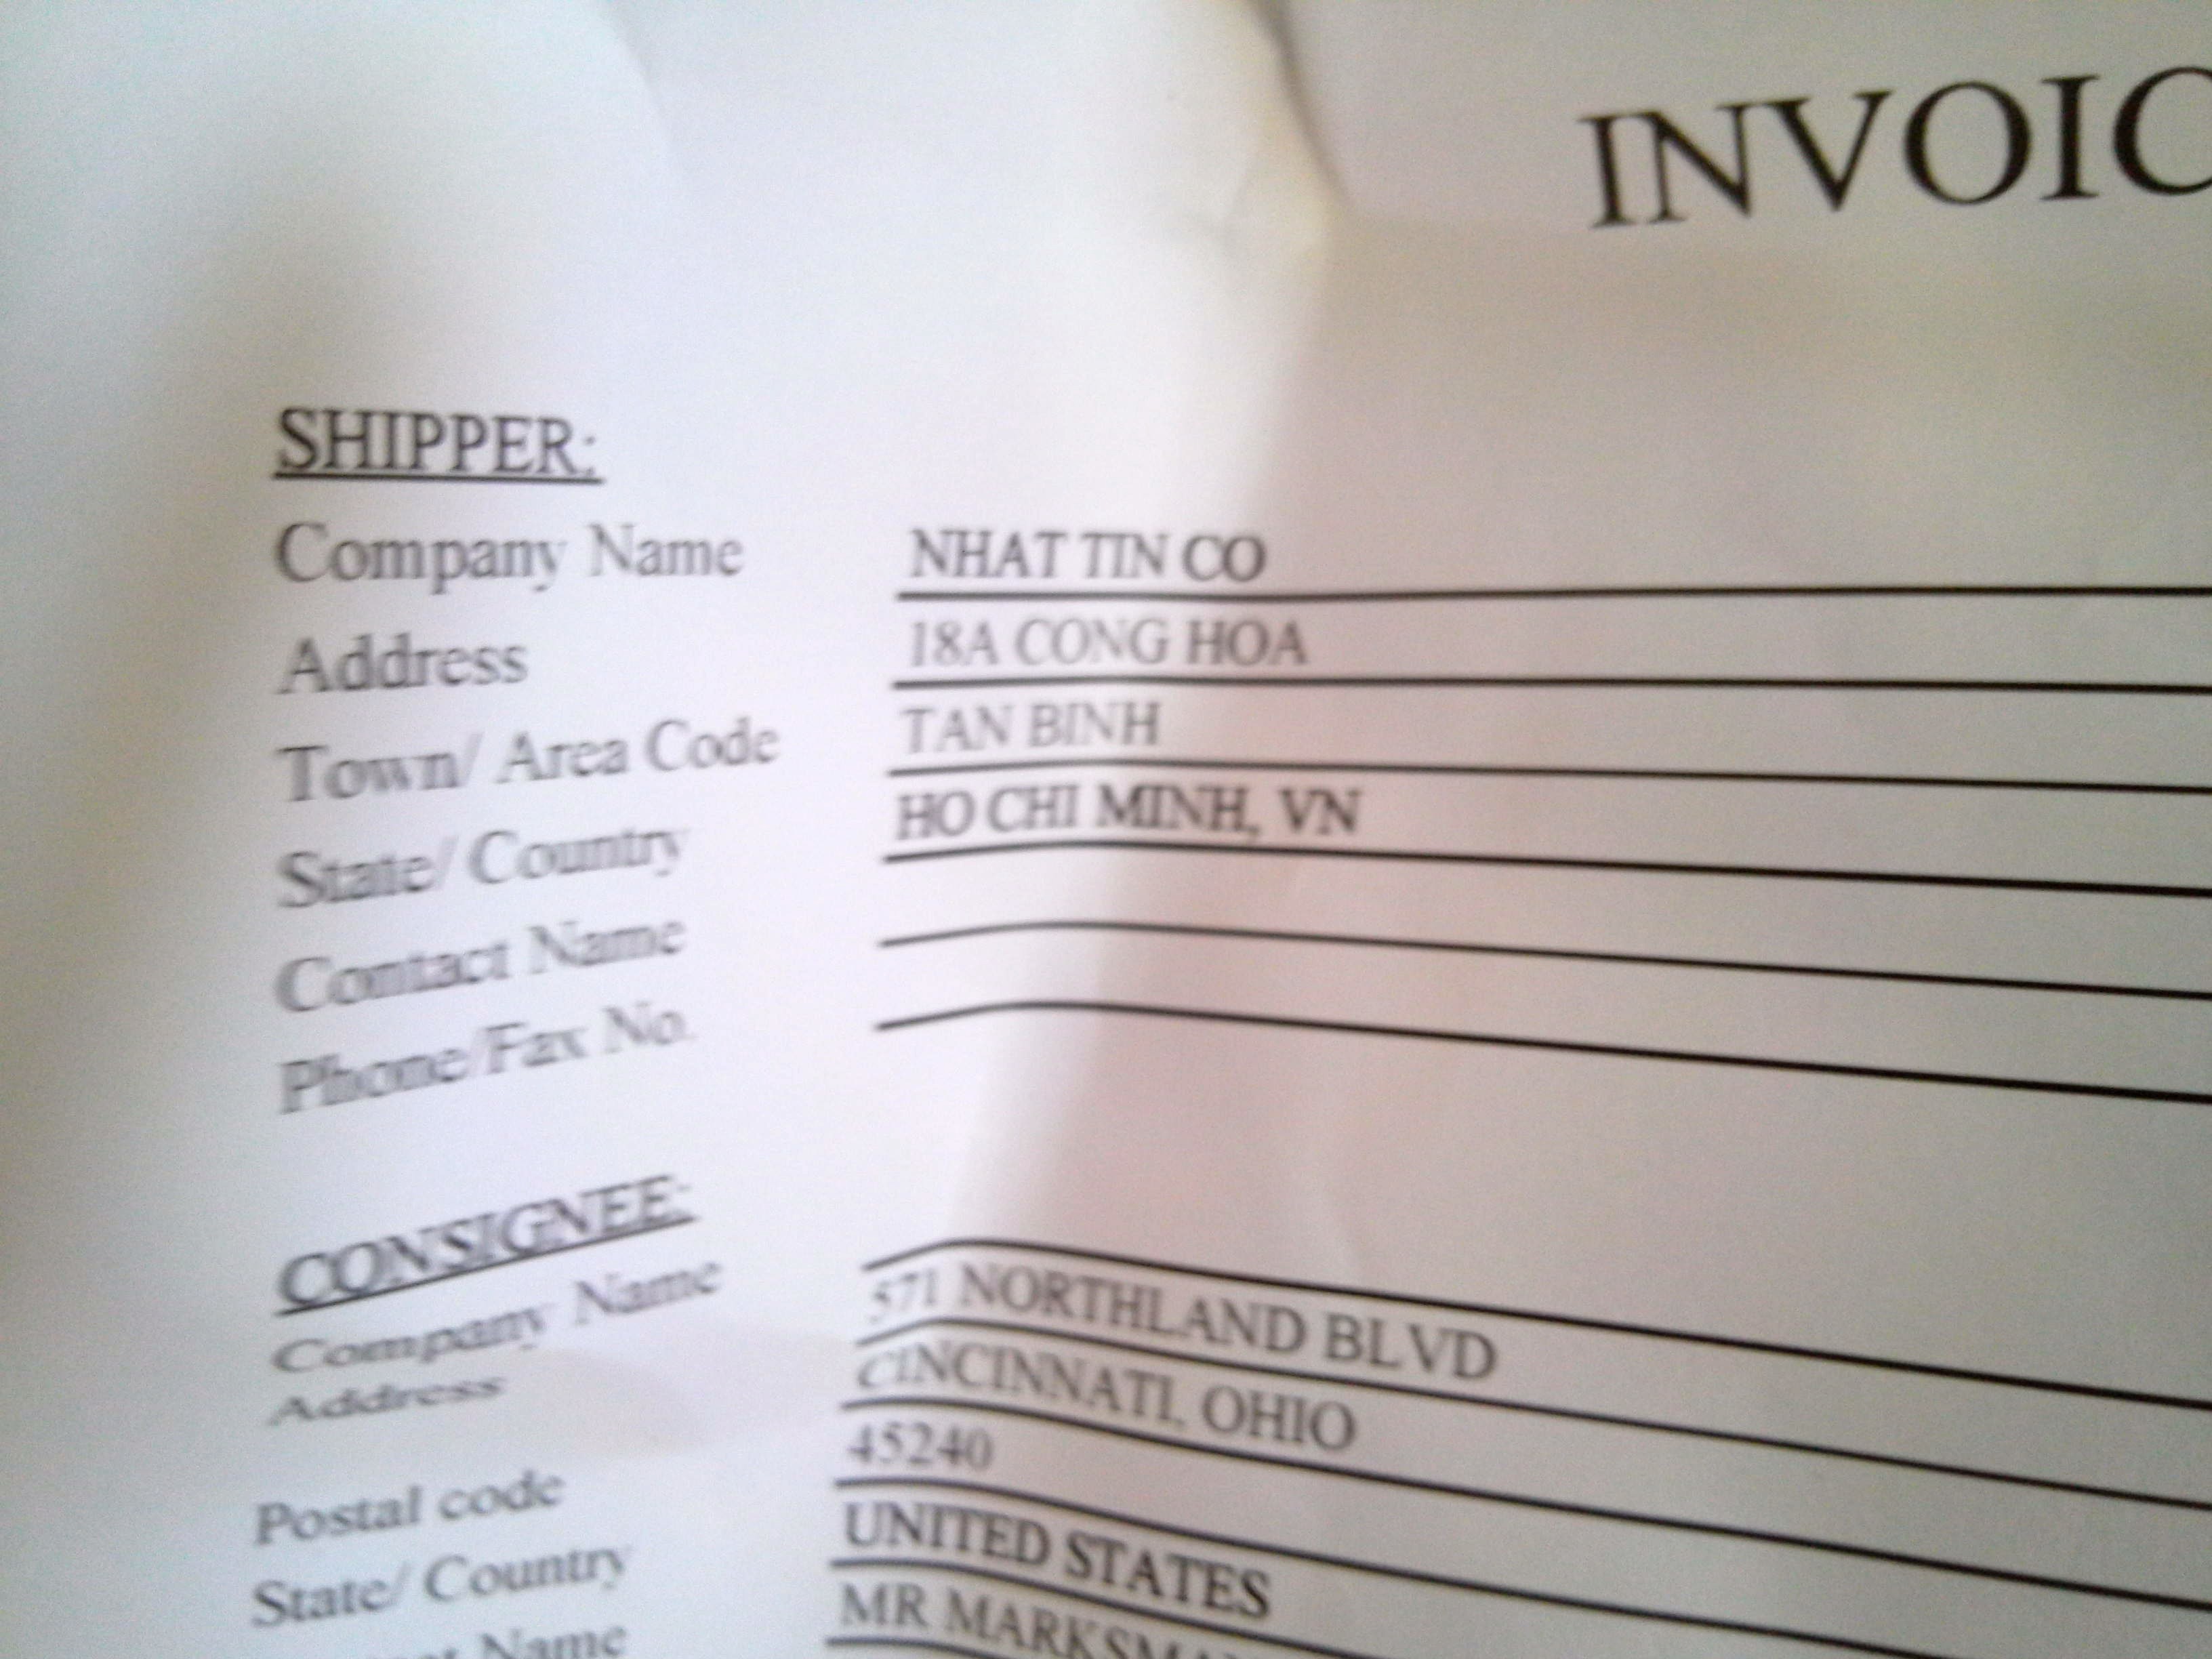 INVOIC
SHIPPER:
Company Name NHAT TIN CO
Address 18A CONG HOA
Town/ Area Code TAN BINH
State/ Country HO CHI MINH, VN
Contact Name
Phone/Fax No.
CONSIGNEE:
Company Name
Address 571 NORTHLAND BLVD
CINCINNATI, OHIO
Postal code 45240
State/ Country UNITED STATES
Name MR